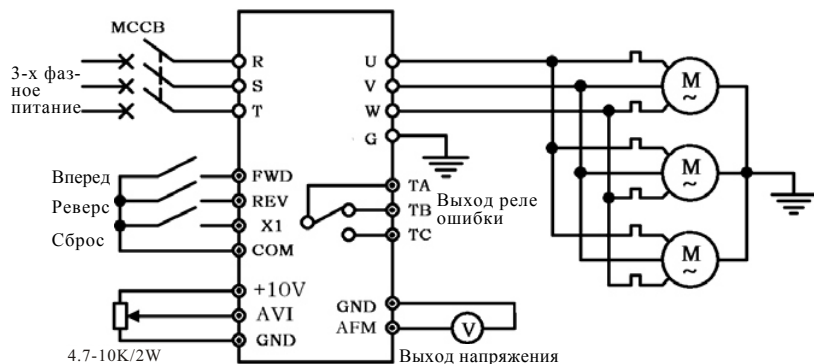 МССВ
3-х фаз-
ное
питание
R
S
T
U
V
W
G
M
~
M
~
M
~
Вперед
Реверс
Сброс
FWD
REV
X1
COM
TA
TB
TC
Выход реле
ошибки
+10V
AVI
GND
4.7-10K/2W
GND
AFM
V
Выход напряжения